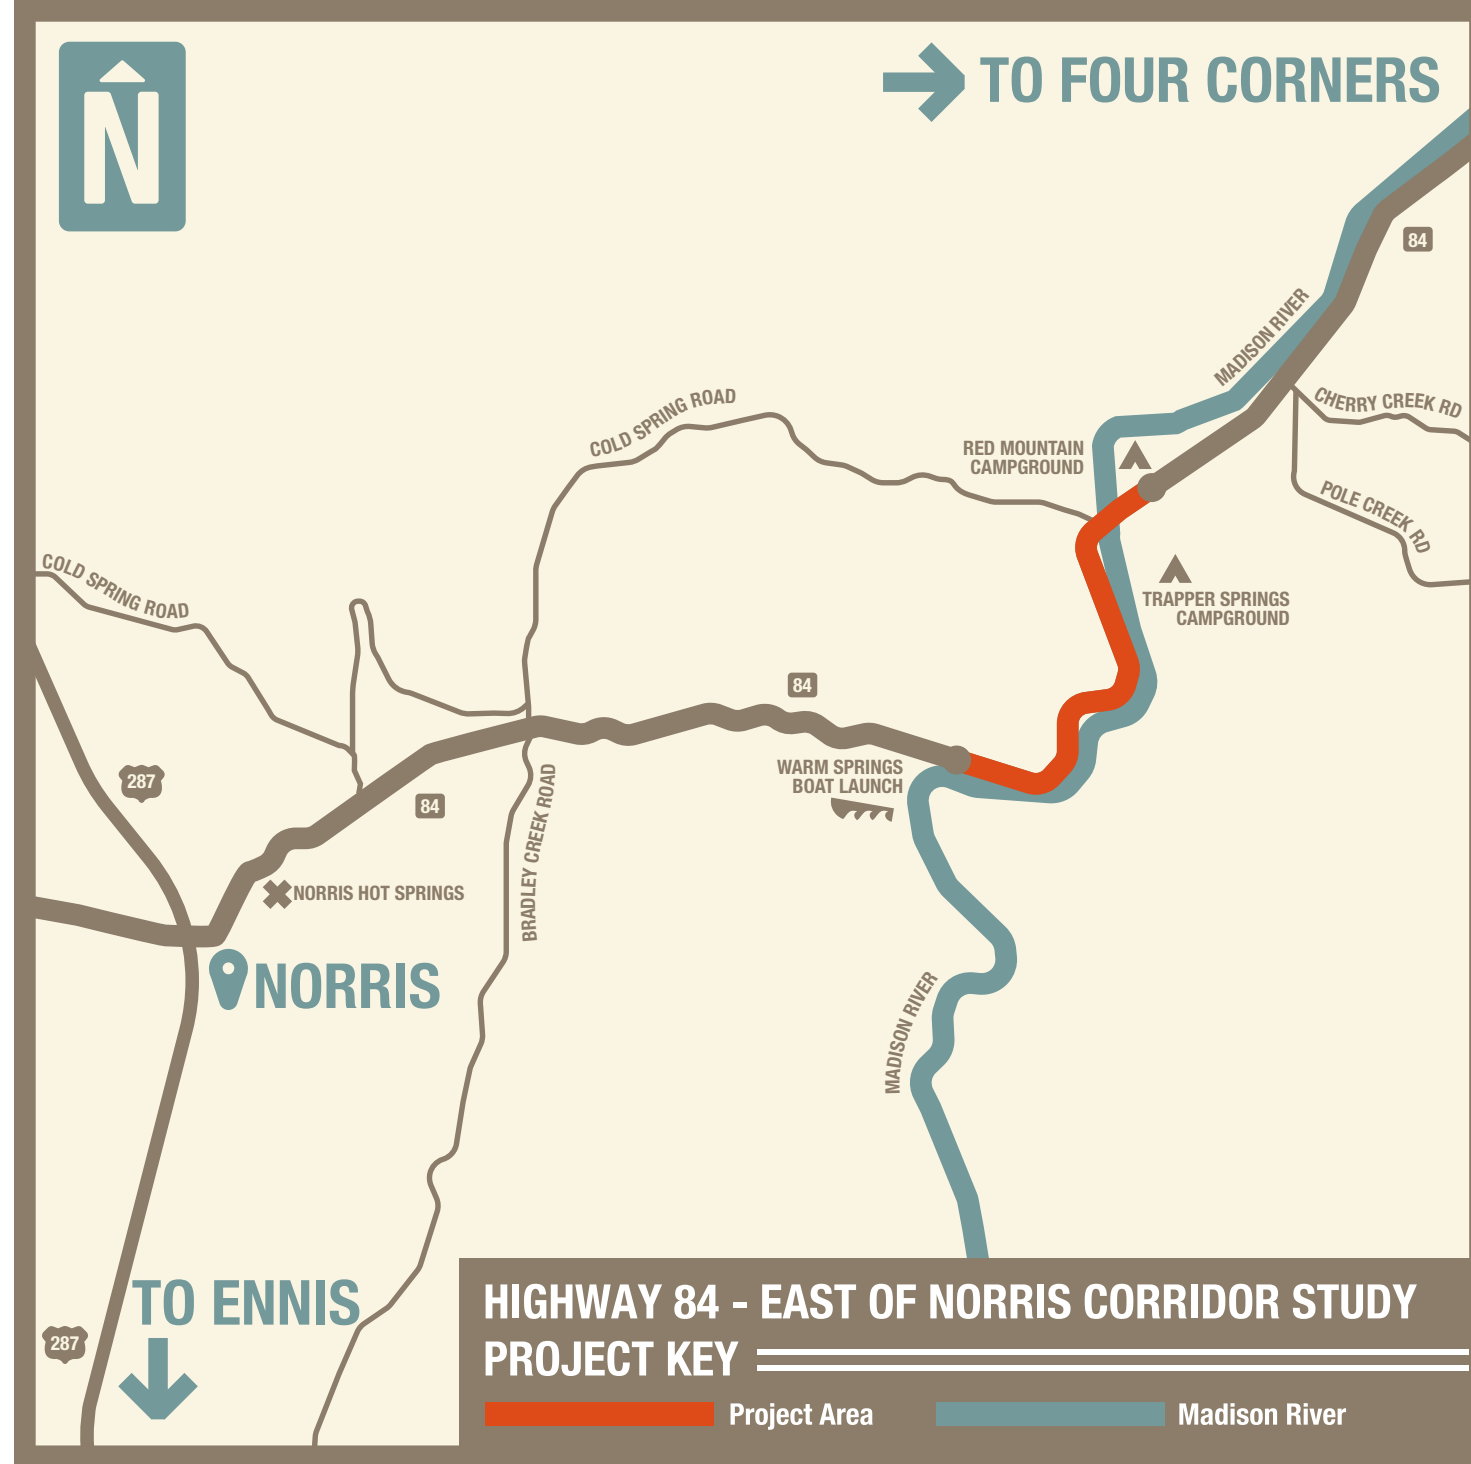 N
TO FOUR CORNERS
84
MADISON RIVER
CHERRY CREEK RD
COLD SPRING ROAD
RED MOUNTAIN
CAMPGROUND
POLE CREEK RD
COLD SPRING ROAD
TRAPPER SPRINGS
CAMPGROUND
84
287
WARM SPRINGS
BOAT LAUNCH
84
BRADLEY CREEK ROAD
NORRIS HOT SPRINGS
NORRIS
MADISON RIVER
TO ENNIS
287
HIGHWAY 84 - EAST OF NORRIS CORRIDOR STUDY
PROJECT KEY
Project Area
Madison River